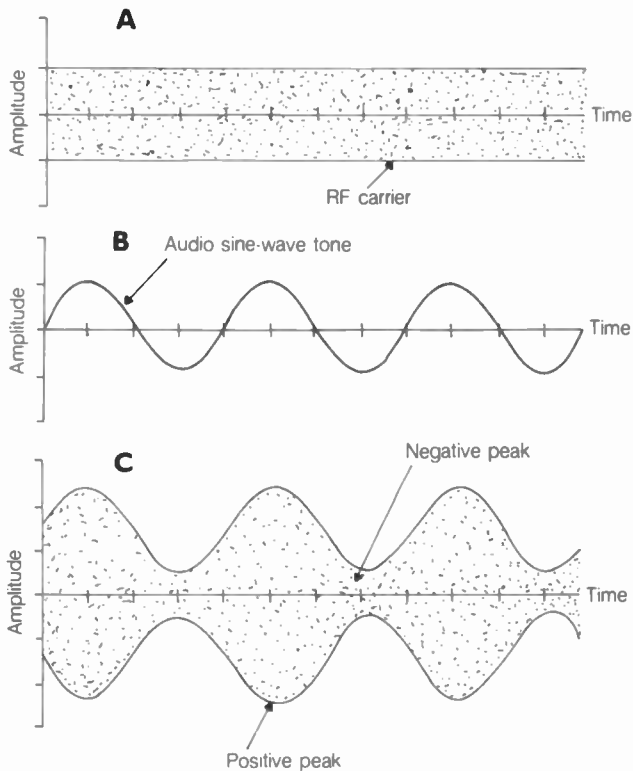 A
Amplitude
Time
RF carrier
B
Audio sine-wave tone
Amplitude
Time
C
Negative peak
Amplitude
Time
Positive peak